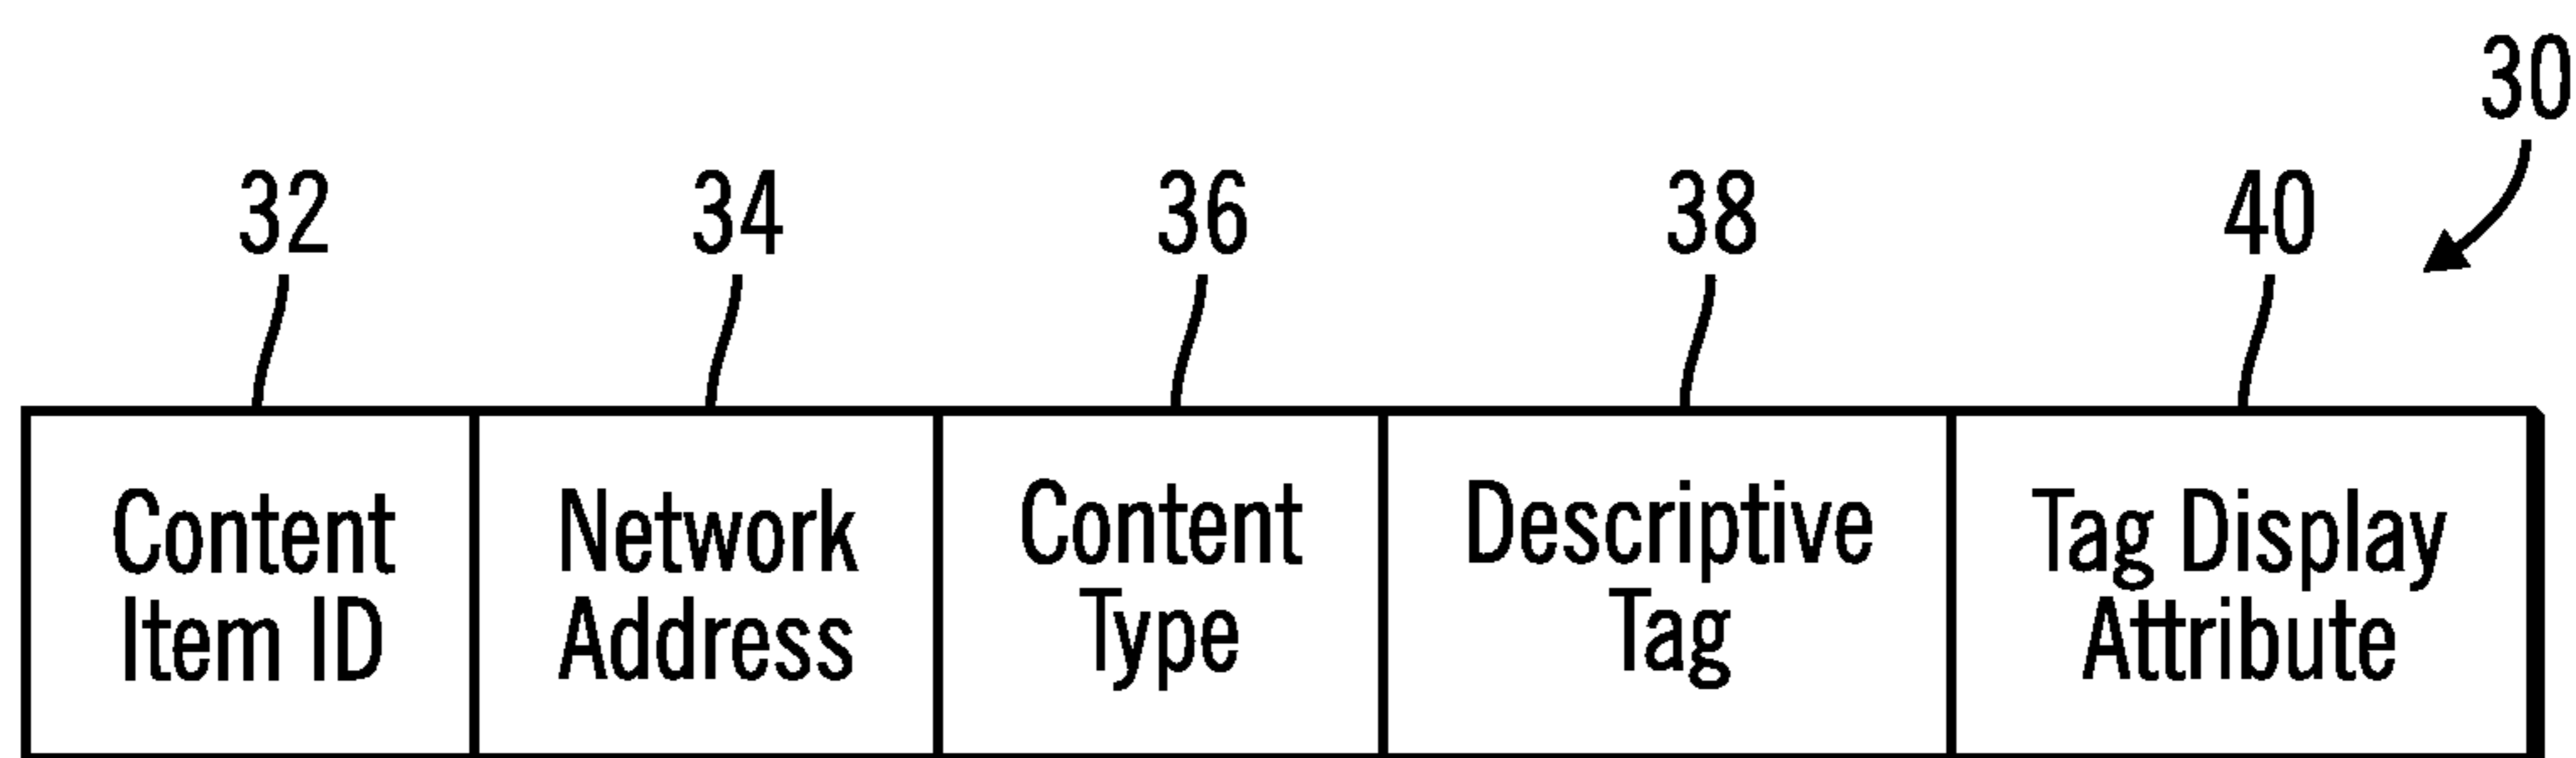 30
32
34
36
38
40
Content
Item ID
Network
Address
Content
Type
Descriptive
Tag
Tag Display
Attribute